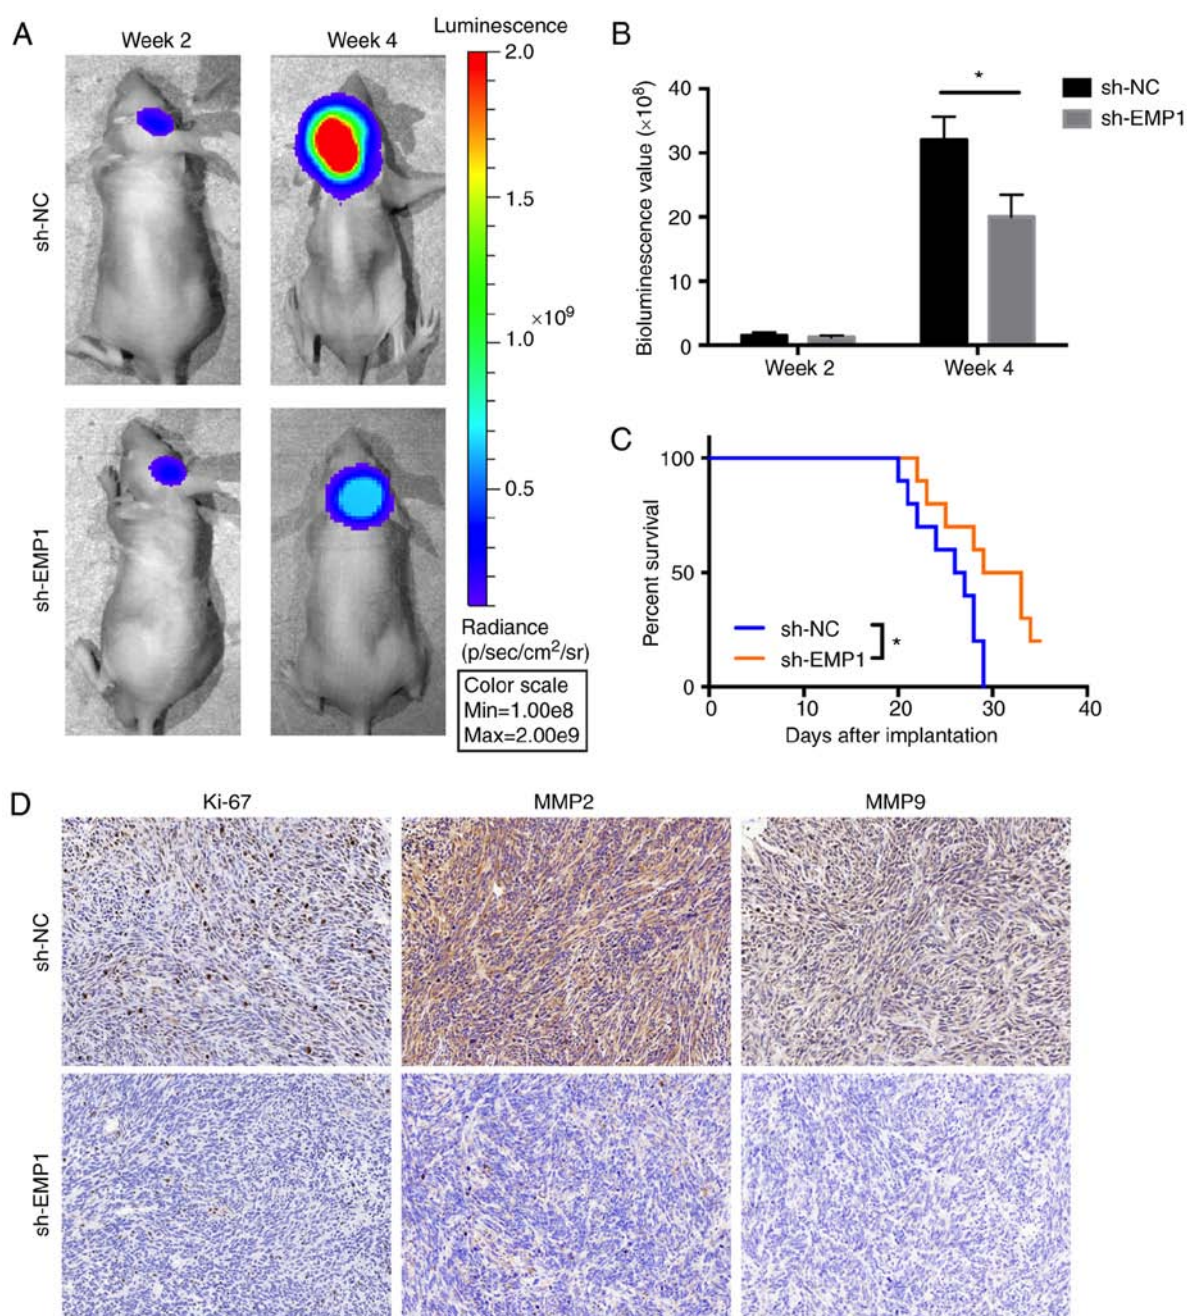 A
Week 2
Week 4
Luminescence
2.0
1.5
×10⁹
1.0
0.5
sh-NC
sh-EMP1
Radiance
(p/sec/cm²/sr)
Color scale
Min=1.00e8
Max=2.00e9
B
Bioluminescence value (×10⁸)
40
30
20
10
0
*
sh-NC
sh-EMP1
Week 2
Week 4
C
Percent survival
100
50
0
sh-NC
sh-EMP1
*
0
10
20
30
40
Days after implantation
D
Ki-67
MMP2
MMP9
sh-NC
sh-EMP1